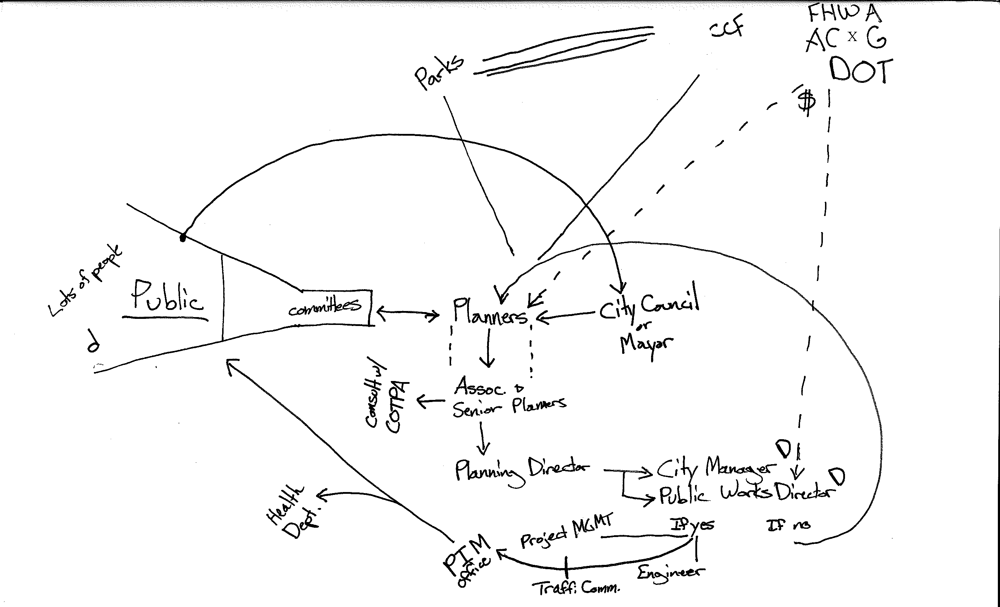 FHWA
CCF
AC x G
DOT
Parks
$
Lots of people
Public
committees
Planners
City Council
or
Mayor
d
Consult w/
COTPA
Assoc. &
Senior Planners
D
Planning Director
City Manager
D
Public Works Director
Health
Dept.
Project MGMT
If yes
If no
PIM
office
Engineer
Traffi Comm.